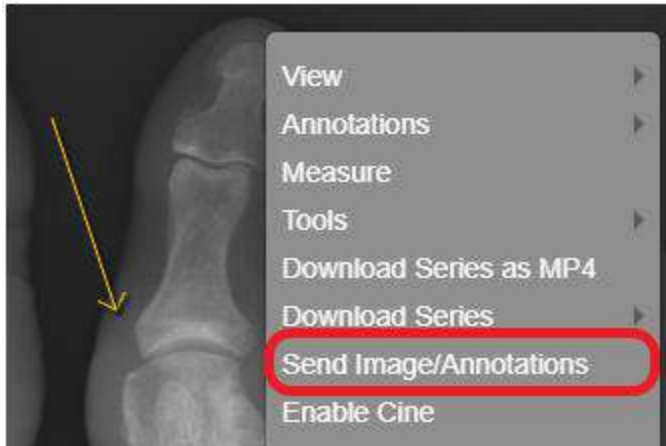 View
Annotations
Measure
Tools
Download Series as MP4
Download Series
Send Image/Annotations
Enable Cine